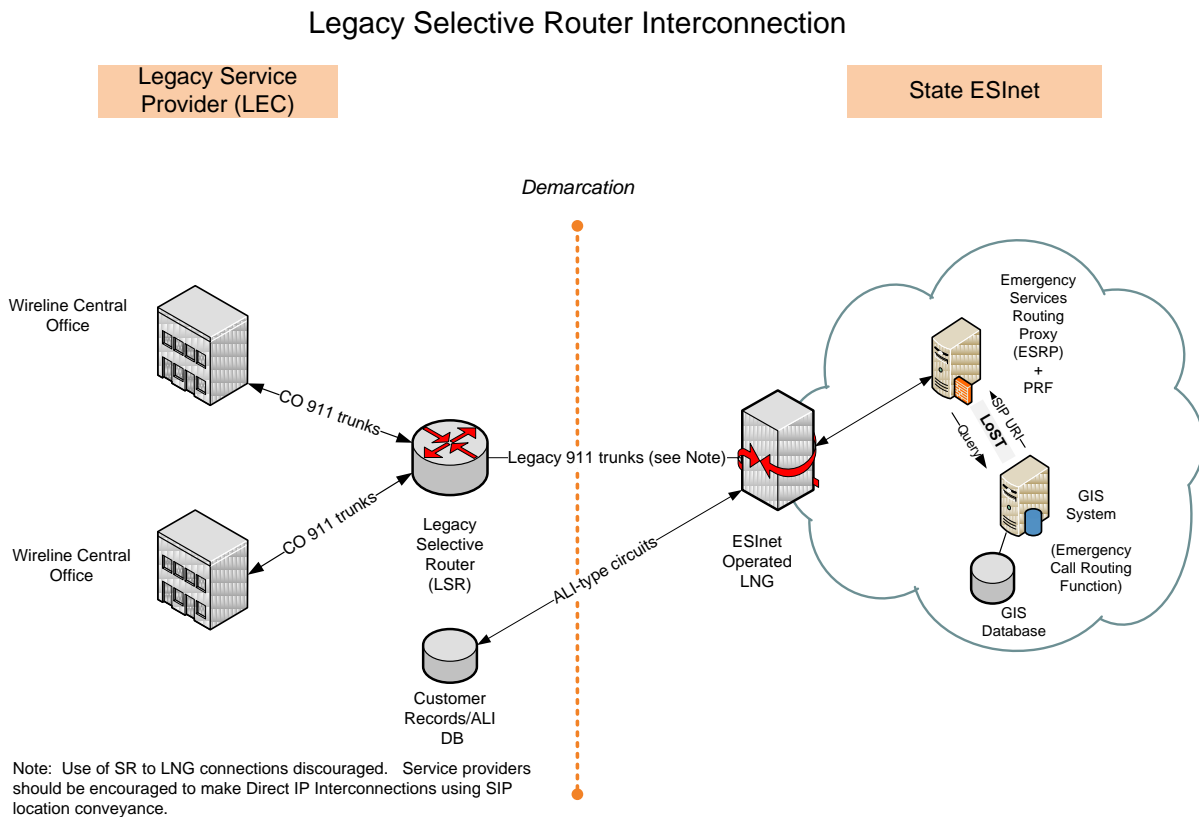 Legacy Selective Router Interconnection
Legacy Service
Provider (LEC)
State ESInet
Demarcation
Wireline Central
Office
CO 911 trunks
Legacy 911 trunks (see Note)
CO 911 trunks
Wireline Central
Office
Legacy
Selective
Router
(LSR)
ALI-type circuits
Customer
Records/ALI
DB
ESInet
Operated
LNG
Emergency
Services
Routing
Proxy
(ESRP)
+
PRF
SIP URI
LoST
Query
GIS
System
(Emergency
Call Routing
Function)
GIS
Database
Note: Use of SR to LNG connections discouraged. Service providers
should be encouraged to make Direct IP Interconnections using SIP
location conveyance.